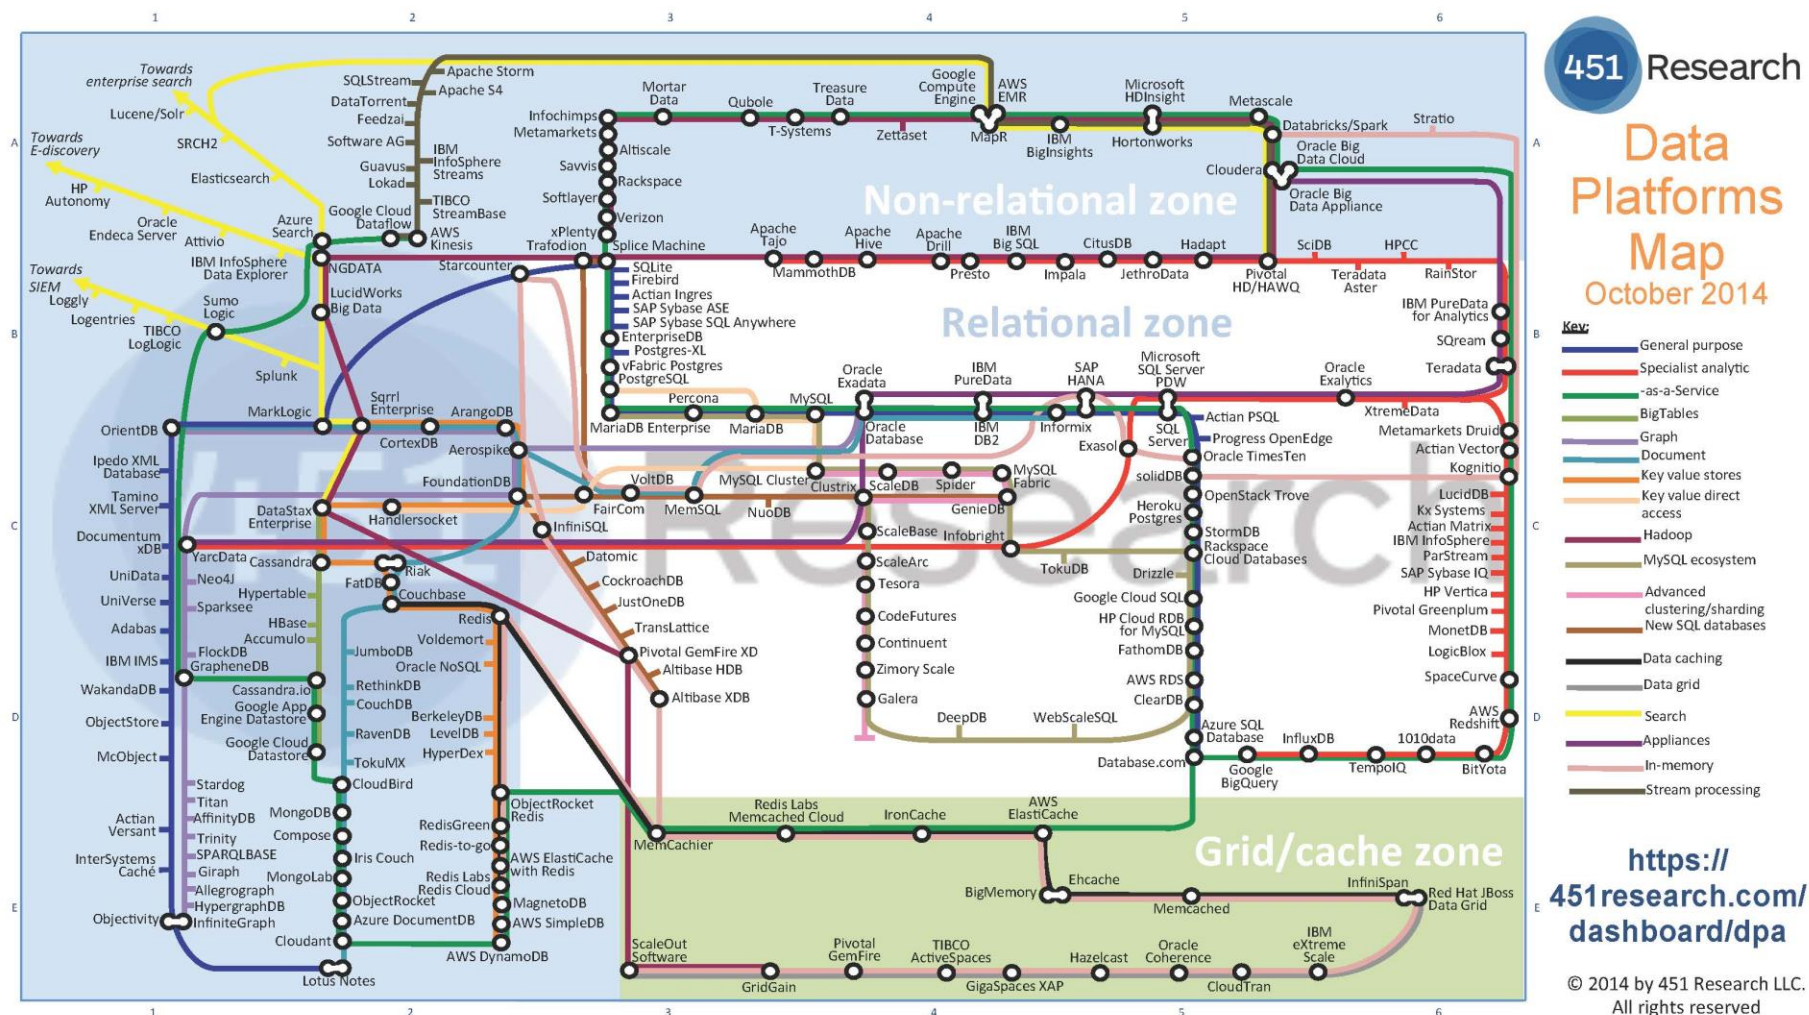 1 2 3 4 5 6
A
B
C
D
E
Towards
enterprise search
Lucene/Solr
SRCH2
Towards
E-discovery
Elasticsearch
HP
Autonomy
Oracle
Endeca Server
Attivio
IBM InfoSphere
Data Explorer
Azure
Search
NGDATA
Towards
SIEM
Loggly
Logentries
TIBCO
LogLogic
Sumo
Logic
Splunk
LucidWorks
Big Data
SQLStream
DataTorrent
Feedzai
Software AG
Guavus
Lokad
Google Cloud
Dataflow
AWS
Kinesis
Apache Storm
Apache S4
IBM
InfoSphere
Streams
TIBCO
StreamBase
Starcounter
Infochimps
Metamarkets
Altiscale
Savvis
Rackspace
Softlayer
Verizon
xPlenty
Trafodion
Splice Machine
Mortar
Data
Qubole
T-Systems
Treasure
Data
Zettaset
Google
Compute
Engine
AWS
EMR
MapR
IBM
BigInsights
Microsoft
HDInsight
Hortonworks
Metascale
Databricks/Spark
Stratio
Oracle Big
Data Cloud
Cloudera
Oracle Big
Data Appliance
Non-relational zone
Apache
Tajo
MammothDB
Apache
Hive
Apache
Drill
Presto
IBM
Big SQL
Impala
CitusDB
JethroData
Hadapt
Pivotal
HD/HAWQ
SciDB
Teradata
Aster
HPCC
RainStor
IBM PureData
for Analytics
SQream
Teradata
SQLite
Firebird
Actian Ingres
SAP Sybase ASE
SAP Sybase SQL Anywhere
EnterpriseDB
Postgres-XL
vFabric Postgres
PostgreSQL
Relational zone
MariaDB Enterprise
Percona
MariaDB
MySQL
Oracle
Exadata
Oracle
Database
IBM
PureData
IBM
DB2
Informix
SAP
HANA
Microsoft
SQL Server
PDW
SQL
Server
Oracle
Exalytics
XtremeData
Actian PSQL
Progress OpenEdge
Oracle TimesTen
Exasol
solidDB
OpenStack Trove
Heroku
Postgres
StormDB
Rackspace
Cloud Databases
Drizzle
Google Cloud SQL
HP Cloud RDB
for MySQL
FathomDB
AWS RDS
ClearDB
Azure SQL
Database
Database.com
Metamarkets Druid
Actian Vector
Kognitio
LucidDB
Kx Systems
Actian Matrix
IBM InfoSphere
ParStream
SAP Sybase IQ
HP Vertica
Pivotal Greenplum
MonetDB
LogicBlox
SpaceCurve
AWS
Redshift
BitYota
1010data
TempoIQ
InfluxDB
Google
BigQuery
OrientDB
MarkLogic
Sqrrl
Enterprise
CortexDB
ArangoDB
Aerospike
Ipedo XML
Database
Tamino
XML Server
Documentum
xDB
UniData
UniVerse
Adabas
IBM IMS
WakandaDB
ObjectStore
McObject
Actian
Versant
InterSystems
Caché
Objectivity
YarcData
Neo4J
Sparksee
FlockDB
GrapheneDB
Stardog
Titan
AffinityDB
Trinity
SPARQLBASE
Giraph
Allegrograph
HypergraphDB
InfiniteGraph
DataStax
Enterprise
Handlersocket
FoundationDB
Cassandra
Riak
FatDB
Couchbase
Hypertable
HBase
Accumulo
Cassandra.io
Google App
Engine Datastore
Google Cloud
Datastore
JumboDB
RethinkDB
CouchDB
RavenDB
TokuMX
CloudBird
MongoDB
Compose
Iris Couch
MongoLab
ObjectRocket
Azure DocumentDB
Cloudant
Lotus Notes
Redis
Voldemort
Oracle NoSQL
BerkeleyDB
LevelDB
HyperDex
ObjectRocket
Redis
RedisGreen
Redis-to-go
AWS ElastiCache
with Redis
Redis Labs
Redis Cloud
MagnetoDB
AWS SimpleDB
AWS DynamoDB
451 Research
FairCom
VoltDB
MemSQL
NuoDB
InfiniSQL
Datomic
CockroachDB
JustOneDB
TransLattice
Pivotal GemFire XD
Altibase HDB
Altibase XDB
MySQL Cluster
Clustrix
ScaleDB
Spider
MySQL
Fabric
GenieDB
ScaleBase
Infobright
ScaleArc
Tesora
TokuDB
CodeFutures
Continuent
Zimory Scale
Galera
DeepDB
WebScaleSQL
Grid/cache zone
MemCachier
Redis Labs
Memcached Cloud
IronCache
AWS
ElastiCache
BigMemory
Ehcache
Memcached
InfiniSpan
Red Hat JBoss
Data Grid
ScaleOut
Software
GridGain
Pivotal
GemFire
TIBCO
ActiveSpaces
GigaSpaces XAP
Hazelcast
Oracle
Coherence
CloudTran
IBM
eXtreme
Scale
1 2 3 4 5 6
A
B
C
D
E
451 Research
Data
Platforms
Map
October 2014
Key:
General purpose
Specialist analytic
-as-a-Service
BigTables
Graph
Document
Key value stores
Key value direct
access
Hadoop
MySQL ecosystem
Advanced
clustering/sharding
New SQL databases
Data caching
Data grid
Search
Appliances
In-memory
Stream processing
https://
451research.com/
dashboard/dpa
© 2014 by 451 Research LLC.
All rights reserved